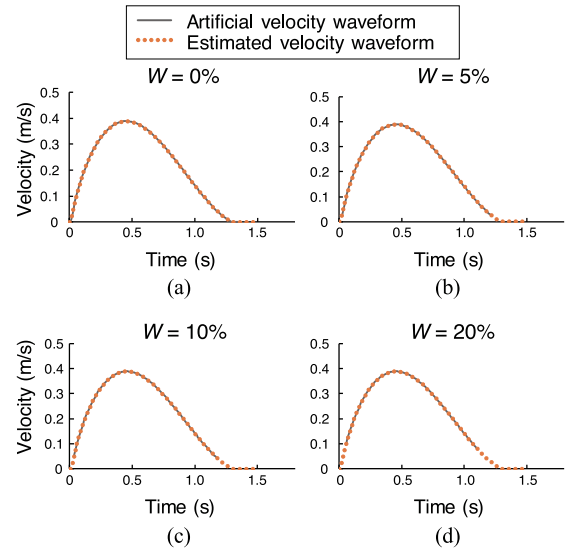 Artificial velocity waveform
Estimated velocity waveform
W = 0%
W = 5%
0.5
0.4
0.3
0.2
0.1
0
Velocity (m/s)
0 0.5 1.0 1.5
Time (s)
(a)
0.5
0.4
0.3
0.2
0.1
0
0 0.5 1.0 1.5
Time (s)
(b)
W = 10%
W = 20%
0.5
0.4
0.3
0.2
0.1
0
Velocity (m/s)
0 0.5 1.0 1.5
Time (s)
(c)
0.5
0.4
0.3
0.2
0.1
0
0 0.5 1.0 1.5
Time (s)
(d)